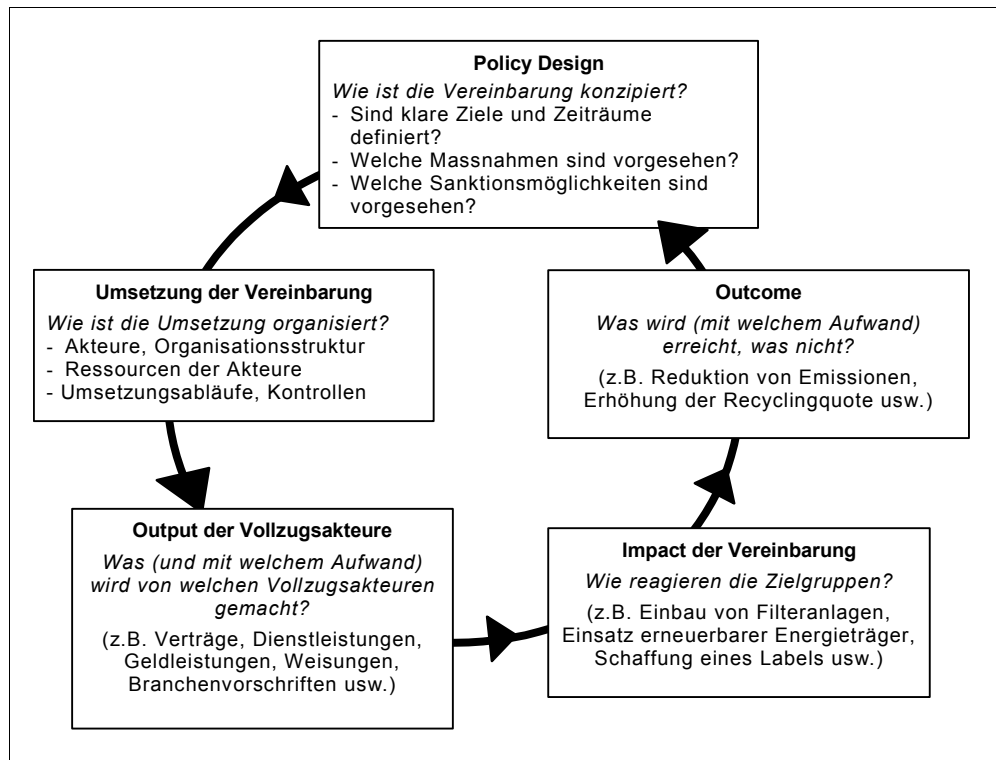 Policy Design
Wie ist die Vereinbarung konzipiert?
- Sind klare Ziele und Zeiträume
definiert?
- Welche Massnahmen sind vorgesehen?
- Welche Sanktionsmöglichkeiten sind
vorgesehen?
Umsetzung der Vereinbarung
Wie ist die Umsetzung organisiert?
- Akteure, Organisationsstruktur
- Ressourcen der Akteure
- Umsetzungsabläufe, Kontrollen
Output der Vollzugsakteure
Was (und mit welchem Aufwand)
wird von welchen Vollzugsakteuren
gemacht?
(z.B. Verträge, Dienstleistungen,
Geldleistungen, Weisungen,
Branchenvorschriften usw.)
Impact der Vereinbarung
Wie reagieren die Zielgruppen?
(z.B. Einbau von Filteranlagen,
Einsatz erneuerbarer Energieträger,
Schaffung eines Labels usw.)
Outcome
Was wird (mit welchem Aufwand)
erreicht, was nicht?
(z.B. Reduktion von Emissionen,
Erhöhung der Recyclingquote usw.)